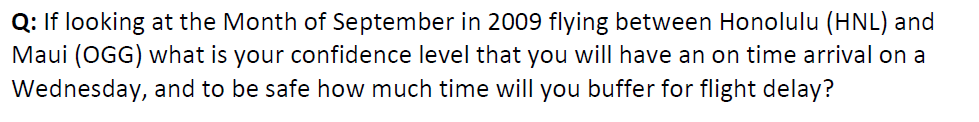 Q: If looking at the Month of September in 2009 flying between Honolulu (HNL) and
Maui (OGG) what is your confidence level that you will have an on time arrival on a
Wednesday, and to be safe how much time will you buffer for flight delay?